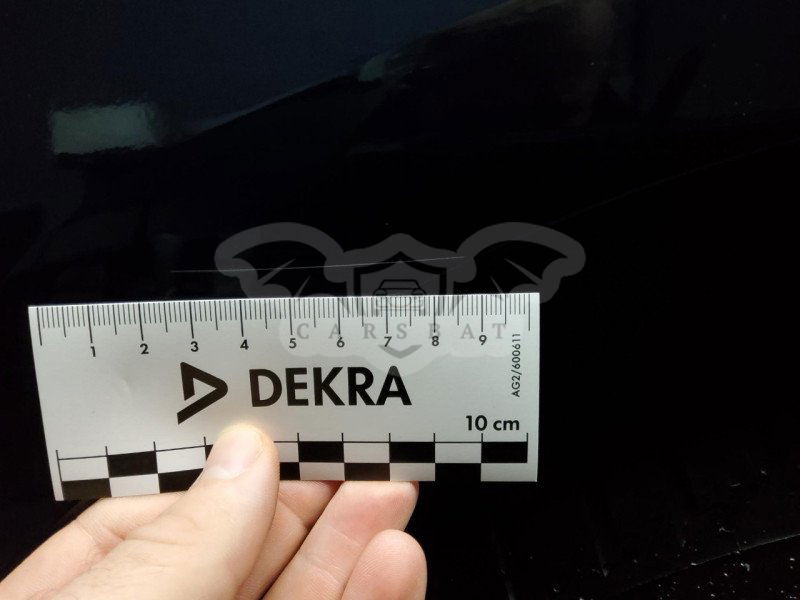 CARSBAT
1 2 3 4 5 6 7 8 9
DEKRA
AG2/600611
10 cm